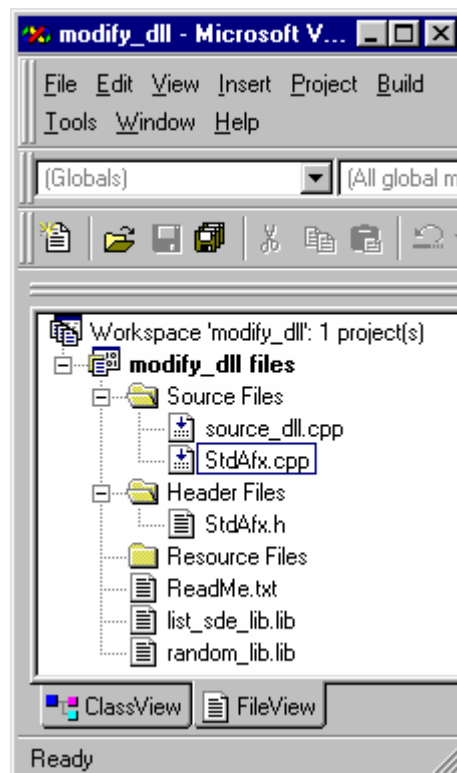 modify_dll - Microsoft V...
File Edit View Insert Project Build
Tools Window Help
(Globals) (All global m
Workspace 'modify_dll': 1 project(s)
modify_dll files
Source Files
source_dll.cpp
StdAfx.cpp
Header Files
StdAfx.h
Resource Files
ReadMe.txt
list_sde_lib.lib
random_lib.lib
ClassView FileView
Ready